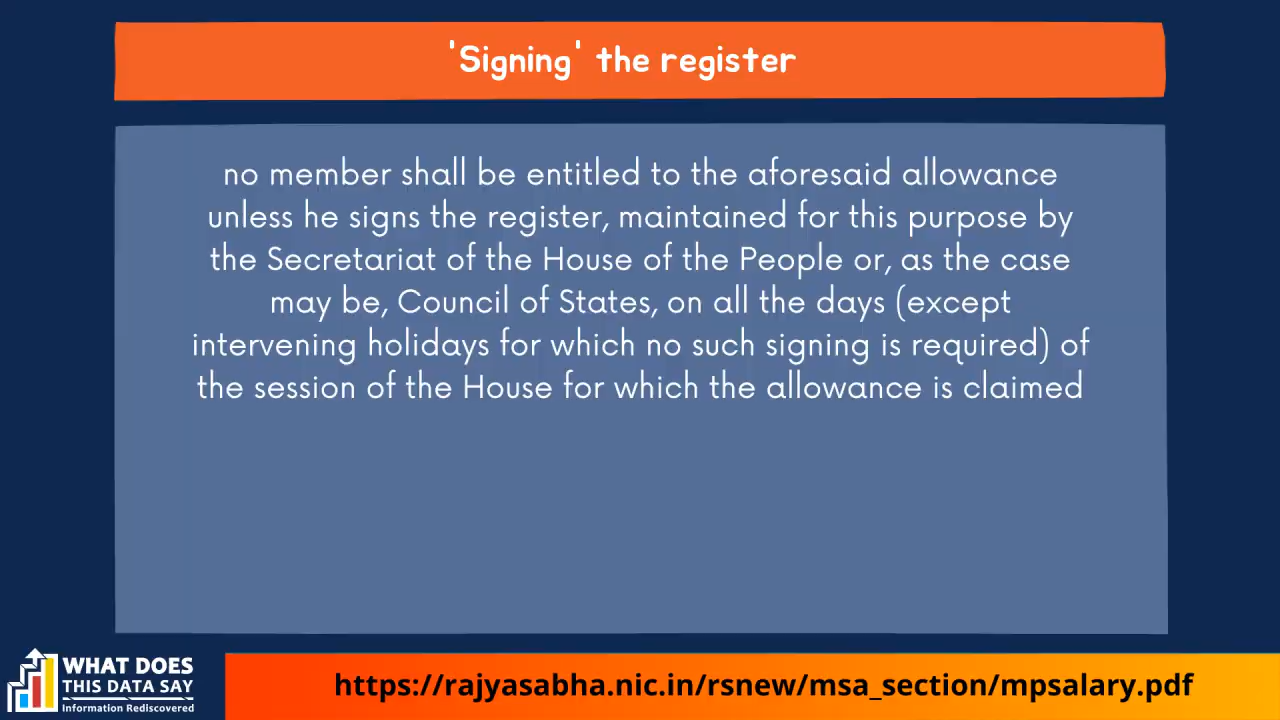 'Signing' the register
no member shall be entitled to the aforesaid allowance
unless he signs the register, maintained for this purpose by
the Secretariat of the House of the People or, as the case
may be, Council of States, on all the days (except
intervening holidays for which no such signing is required) of
the session of the House for which the allowance is claimed
WHAT DOES
THIS DATA SAY
Information Rediscovered
https://rajyasabha.nic.in/rsnew/msa_section/mpsalary.pdf